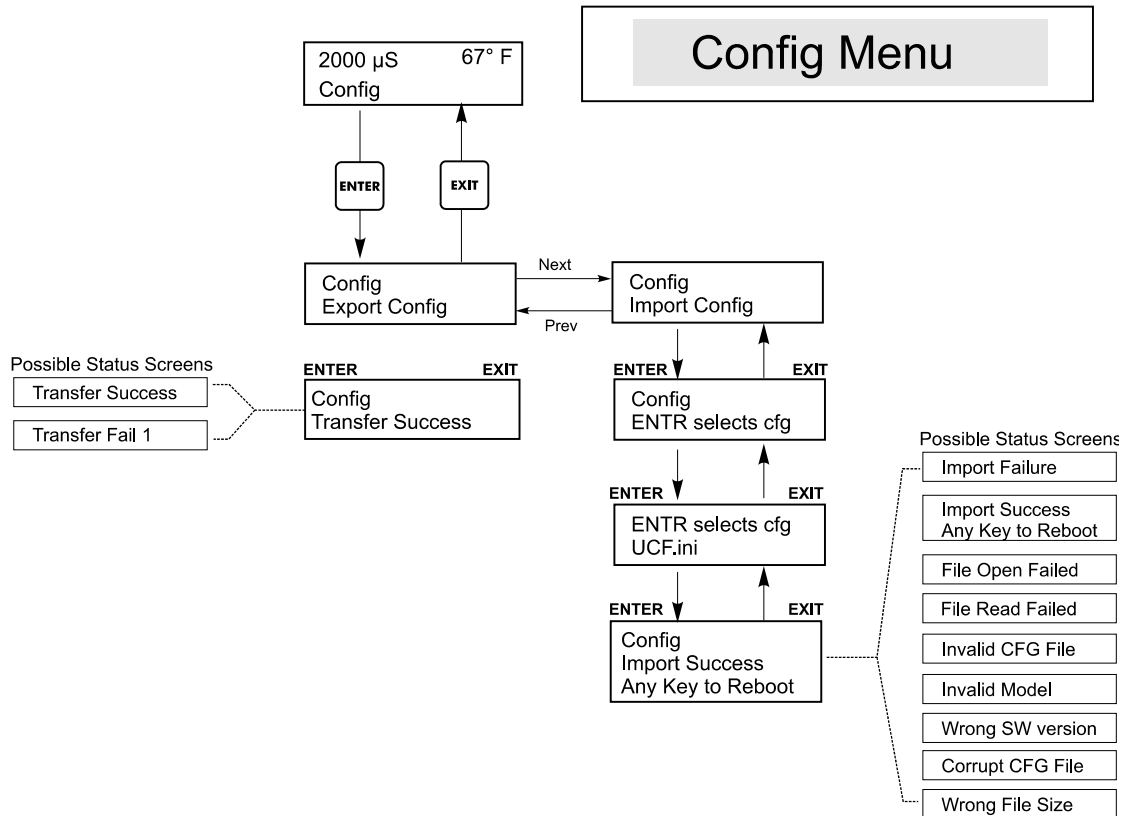 Config Menu
2000 µS 67° F
Config
ENTER
EXIT
Config
Export Config
Next
Prev
Config
Import Config
Possible Status Screens
Transfer Success
Transfer Fail 1
ENTER EXIT
Config
Transfer Success
ENTER EXIT
Config
ENTR selects cfg
ENTER EXIT
ENTR selects cfg
UCF.ini
ENTER EXIT
Config
Import Success
Any Key to Reboot
Possible Status Screens
Import Failure
Import Success
Any Key to Reboot
File Open Failed
File Read Failed
Invalid CFG File
Invalid Model
Wrong SW version
Corrupt CFG File
Wrong File Size